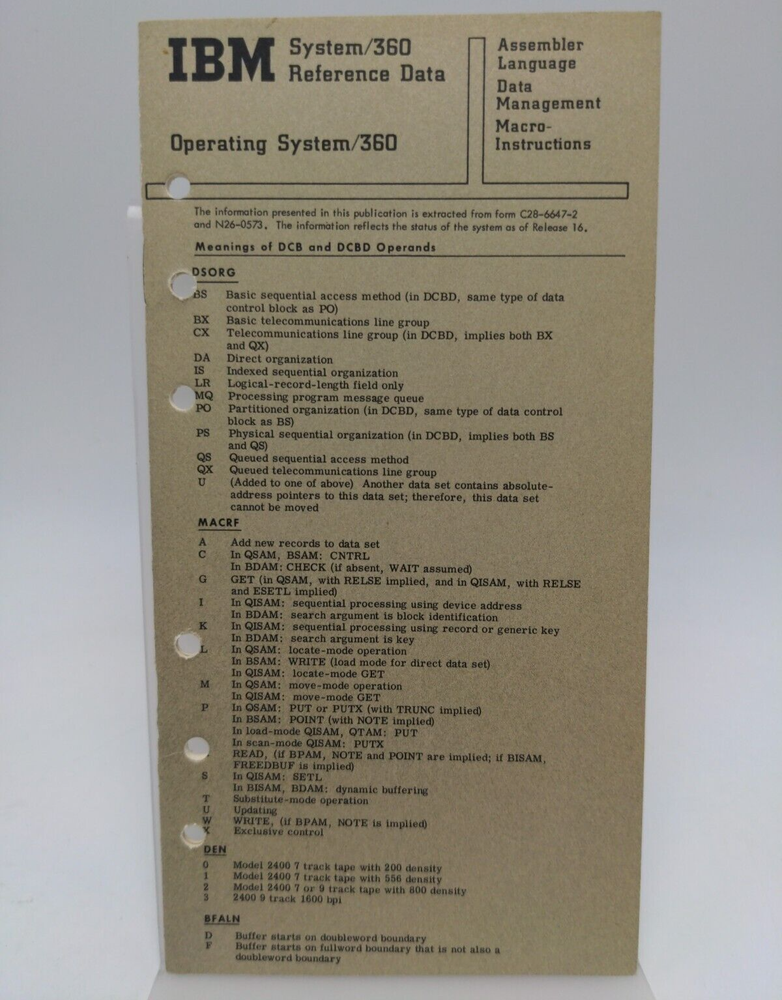 IBM System/360
Reference Data
Operating System/360
Assembler
Language
Data
Management
Macro-
Instructions
The information presented in this publication is extracted from form C28-6647-2
and N26-0573. The information reflects the status of the system as of Release 16.
Meanings of DCB and DCBD Operands
DSORG
BS Basic sequential access method (in DCBD, same type of data
control block as PO)
BX Basic telecommunications line group
CX Telecommunications line group (in DCBD, implies both BX
and QX)
DA Direct organization
IS Indexed sequential organization
LR Logical-record-length field only
MQ Processing program message queue
PO Partitioned organization (in DCBD, same type of data control
block as BS)
PS Physical sequential organization (in DCBD, implies both BS
and QS)
QS Queued sequential access method
QX Queued telecommunications line group
U (Added to one of above) Another data set contains absolute-
address pointers to this data set; therefore, this data set
cannot be moved
MACRF
A Add new records to data set
C In QSAM, BSAM: CNTRL
In BDAM: CHECK (if absent, WAIT assumed)
G GET (in QSAM, with RELSE implied, and in QISAM, with RELSE
and ESETL implied)
I In QISAM: sequential processing using device address
In BDAM: search argument is block identification
K In QISAM: sequential processing using record or generic key
In BDAM: search argument is key
L In QSAM: locate-mode operation
In BSAM: WRITE (load mode for direct data set)
In QISAM: locate-mode GET
M In QSAM: move-mode operation
In QISAM: move-mode GET
P In QSAM: PUT or PUTX (with TRUNC implied)
In BSAM: POINT (with NOTE implied)
In load-mode QISAM, QTAM: PUT
In scan-mode QISAM: PUTX
READ, (if BPAM, NOTE and POINT are implied; if BISAM,
FREEDBUF is implied)
S In QISAM: SETL
In BISAM, BDAM: dynamic buffering
T Substitute-mode operation
U Updating
W WRITE, (if BPAM, NOTE is implied)
X Exclusive control
DEN
0 Model 2400 7 track tape with 200 density
1 Model 2400 7 track tape with 556 density
2 Model 2400 7 or 9 track tape with 800 density
3 2400 9 track 1600 bpi
BFALN
D Buffer starts on doubleword boundary
F Buffer starts on fullword boundary that is not also a
doubleword boundary